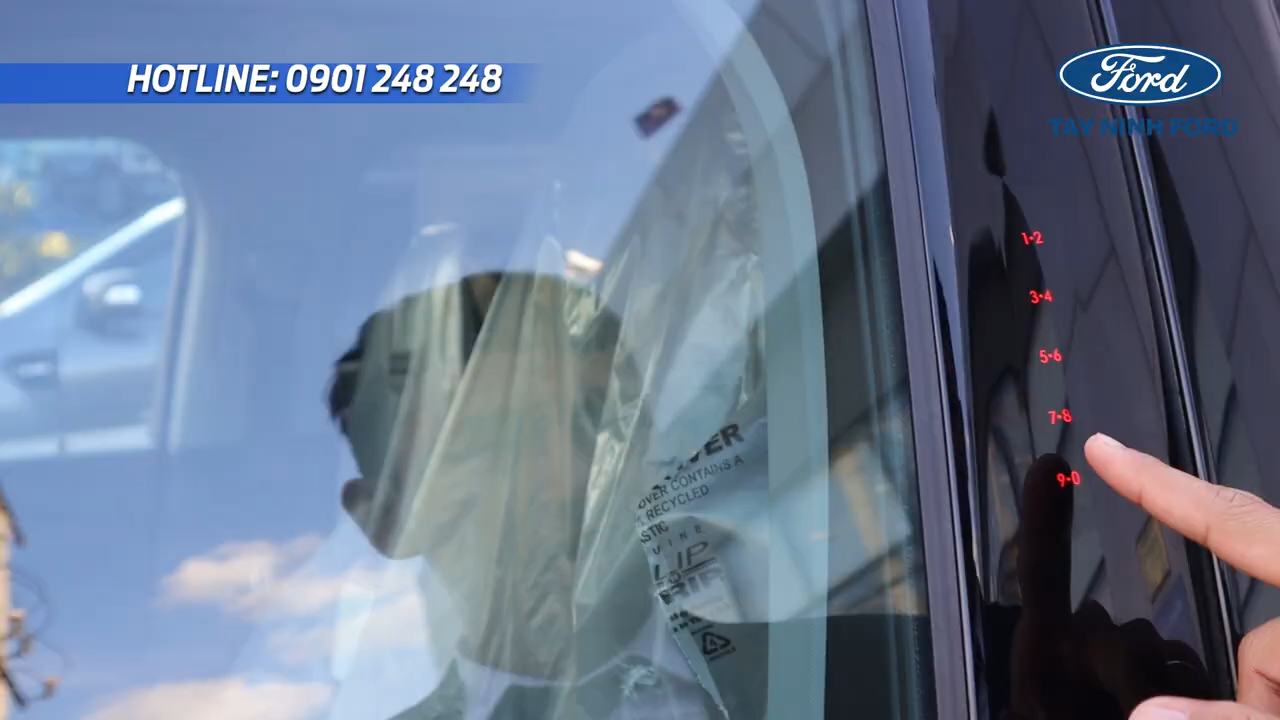 HOTLINE: 0901 248 248
Ford
TAY NINH FORD
1•2
3•4
5•6
7•8
9•0
OVER CONTAINS A
RECYCLED